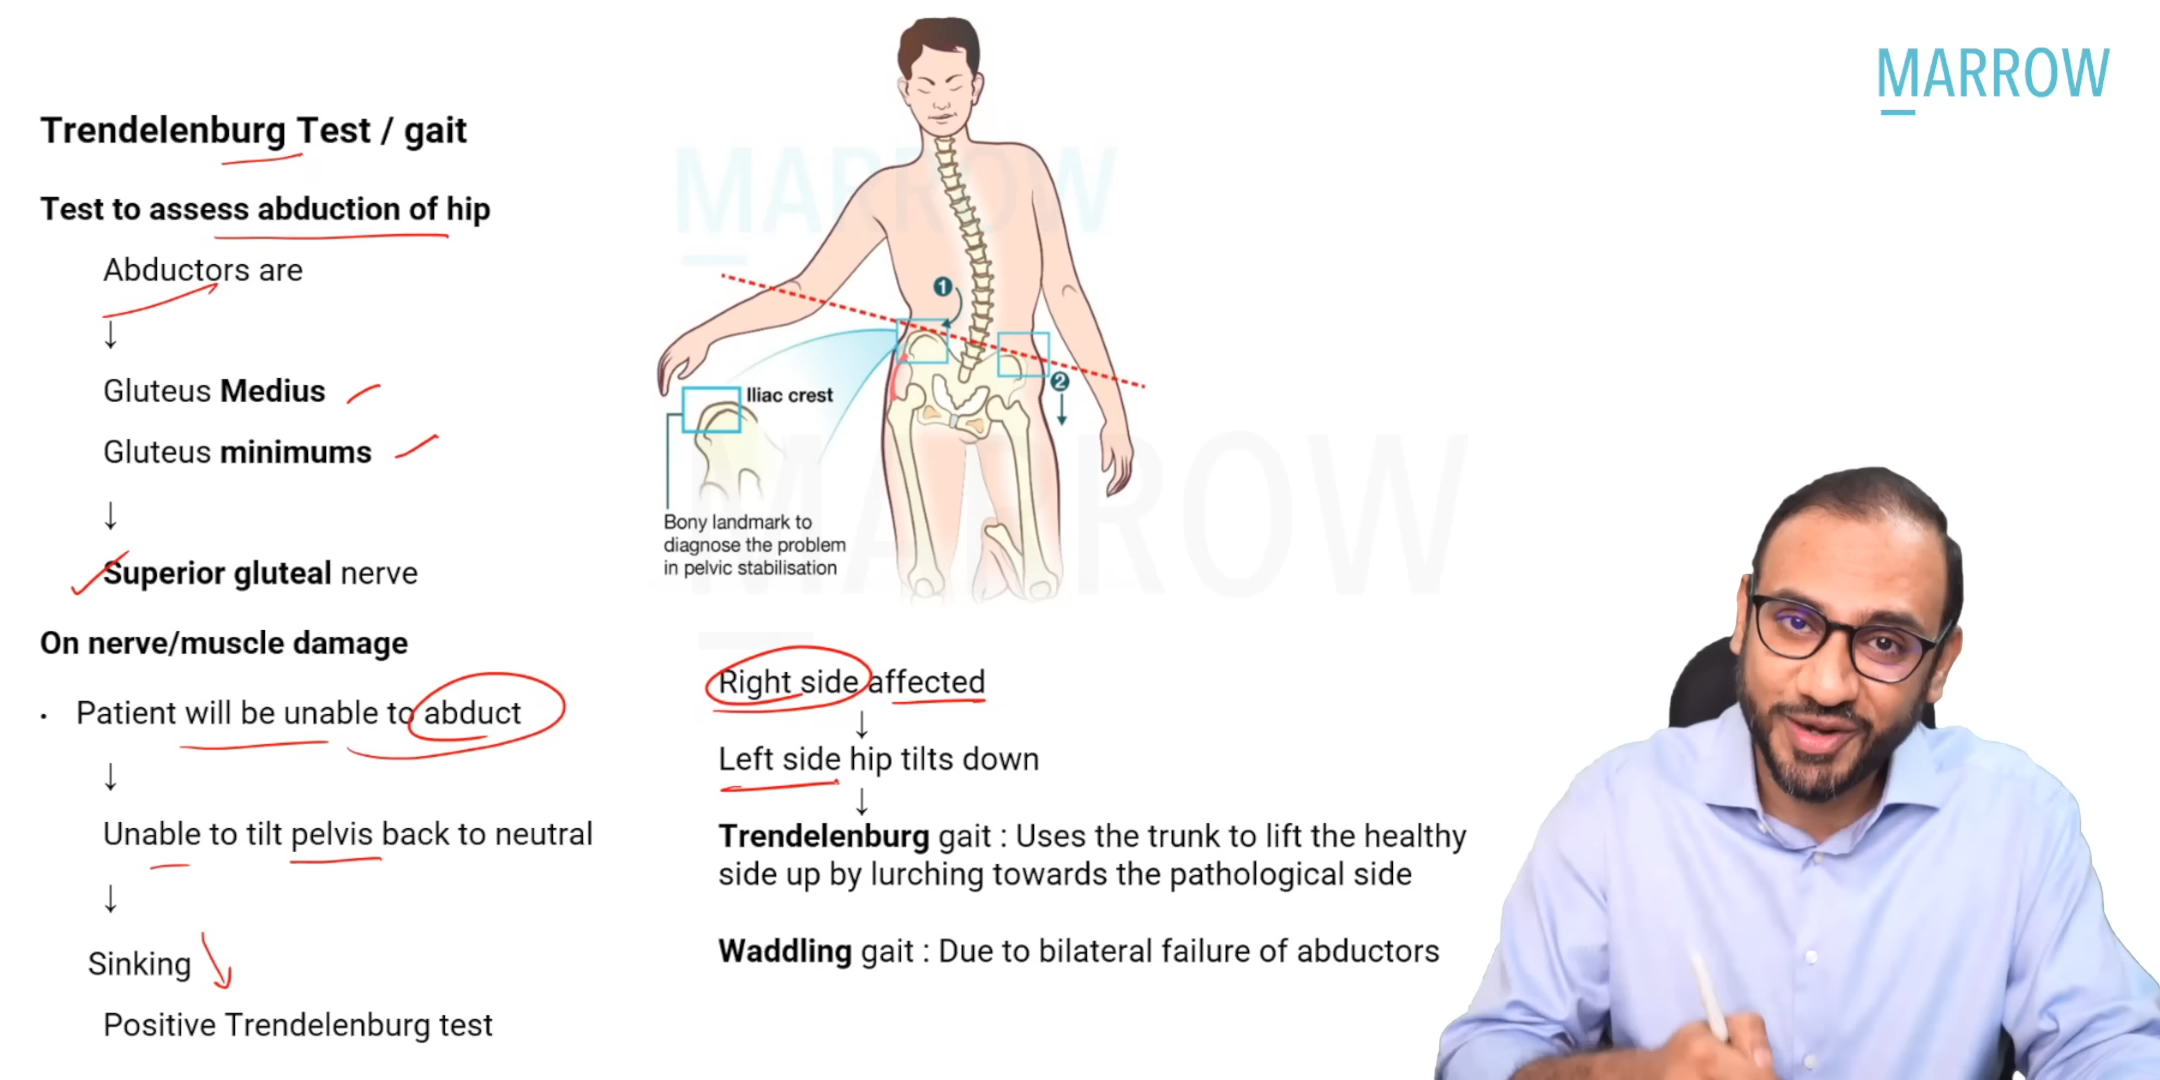 MARROW
Trendelenburg Test / gait
Test to assess abduction of hip
Abductors are
↓
Gluteus Medius
Gluteus minimums
↓
Superior gluteal nerve
On nerve/muscle damage
· Patient will be unable to abduct
↓
Unable to tilt pelvis back to neutral
↓
Sinking
Positive Trendelenburg test
MARROW
1
2
Iliac crest
Bony landmark to
diagnose the problem
in pelvic stabilisation
MARROW
Right side affected
↓
Left side hip tilts down
↓
Trendelenburg gait : Uses the trunk to lift the healthy
side up by lurching towards the pathological side
Waddling gait : Due to bilateral failure of abductors